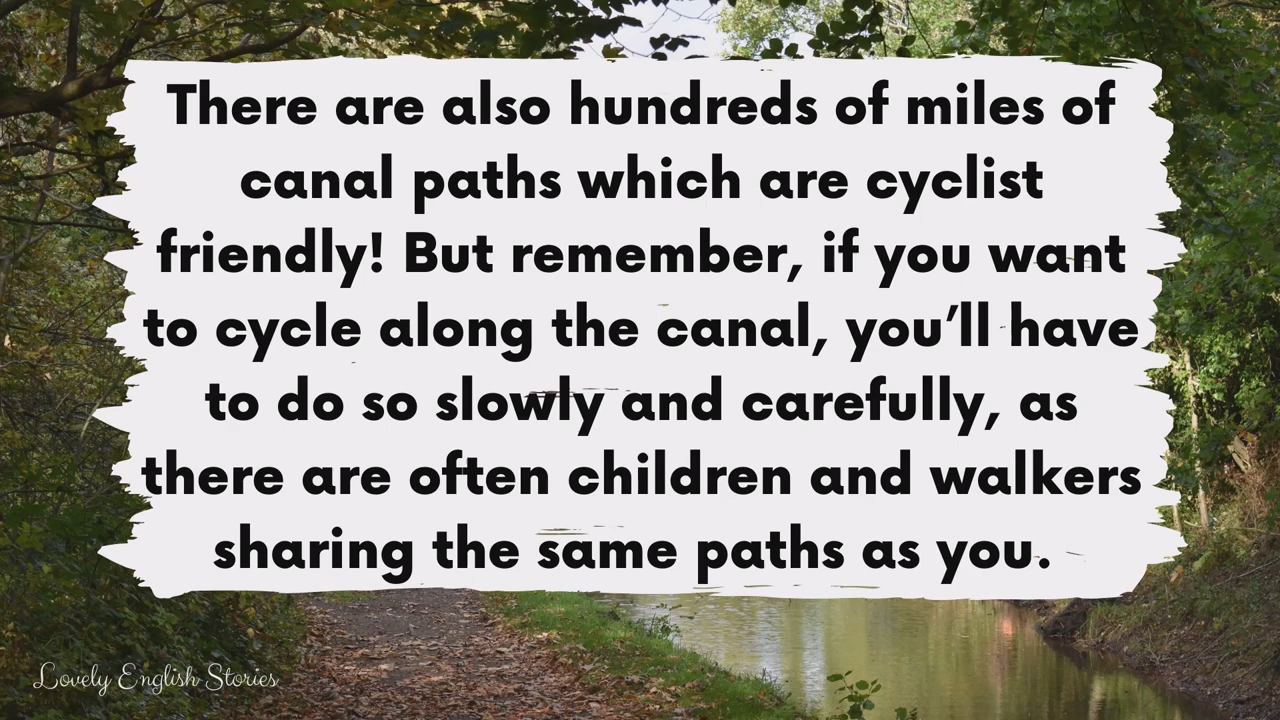 There are also hundreds of miles of
canal paths which are cyclist
friendly! But remember, if you want
to cycle along the canal, you’ll have
to do so slowly and carefully, as
there are often children and walkers
sharing the same paths as you.
Lovely English Stories